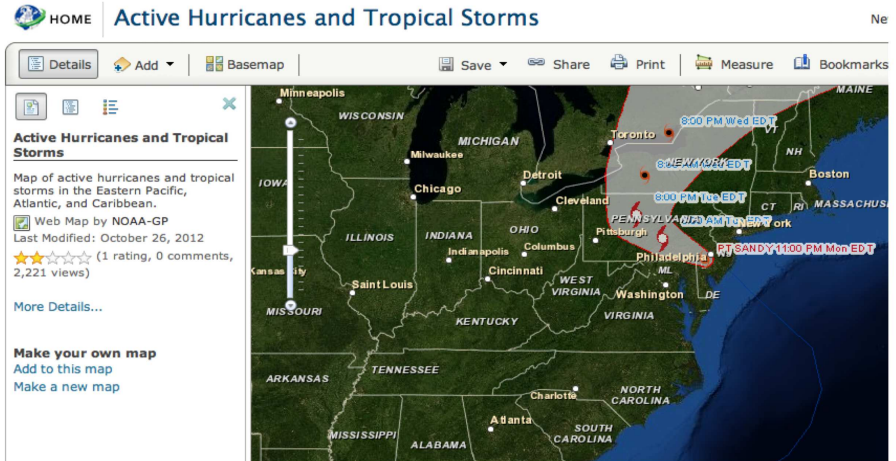 HOME
Active Hurricanes and Tropical Storms
Ne
Details
Add
Basemap
Save
Share
Print
Measure
Bookmarks
Active Hurricanes and Tropical
Storms
Map of active hurricanes and tropical
storms in the Eastern Pacific,
Atlantic, and Caribbean.
Web Map by NOAA-GP
Last Modified: October 26, 2012
(1 rating, 0 comments,
2,221 views)
More Details...
Make your own map
Add to this map
Make a new map
Minneapolis
MAINE
WISCONSIN
8:00 PM Wed EDT
VT
Toronto
MICHIGAN
NH
Milwaukee
NEW YORK
IOWA
Detroit
Boston
Chicago
Cleveland
8:00 PM Tue EDT
CT
RI
MASSACHUS
PENNSYLVANIA
New York
ILLINOIS
INDIANA
OHIO
Pittsburgh
Indianapolis
Columbus
PT SANDY 11:00 PM Mon EDT
Philadelphia
Kansas City
Cincinnati
ML
Saint Louis
WEST
VIRGINIA
Washington
DE
MISSOURI
KENTUCKY
VIRGINIA
TENNESSEE
ARKANSAS
NORTH
CAROLINA
Charlotte
Atlanta
SOUTH
CAROLINA
MISSISSIPPI
ALABAMA